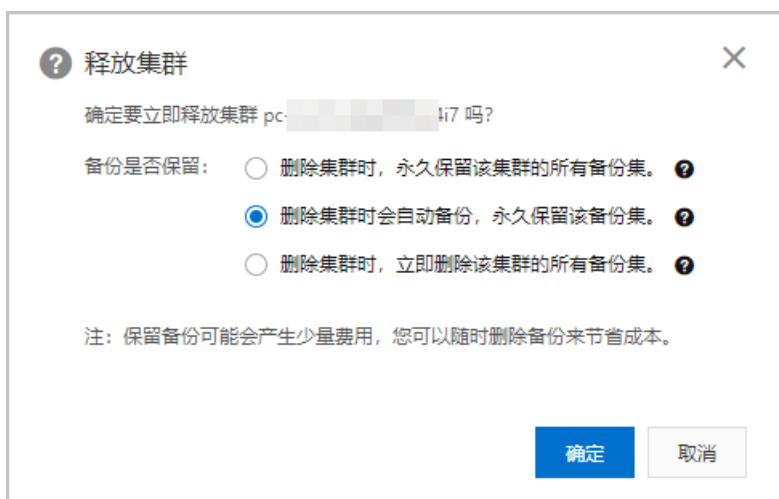 释放集群
确定要立即释放集群 pc- 4i7 吗?
备份是否保留: 删除集群时，永久保留该集群的所有备份集。
删除集群时会自动备份，永久保留该备份集。
删除集群时，立即删除该集群的所有备份集。
注：保留备份可能会产生少量费用，您可以随时删除备份来节省成本。
确定 取消